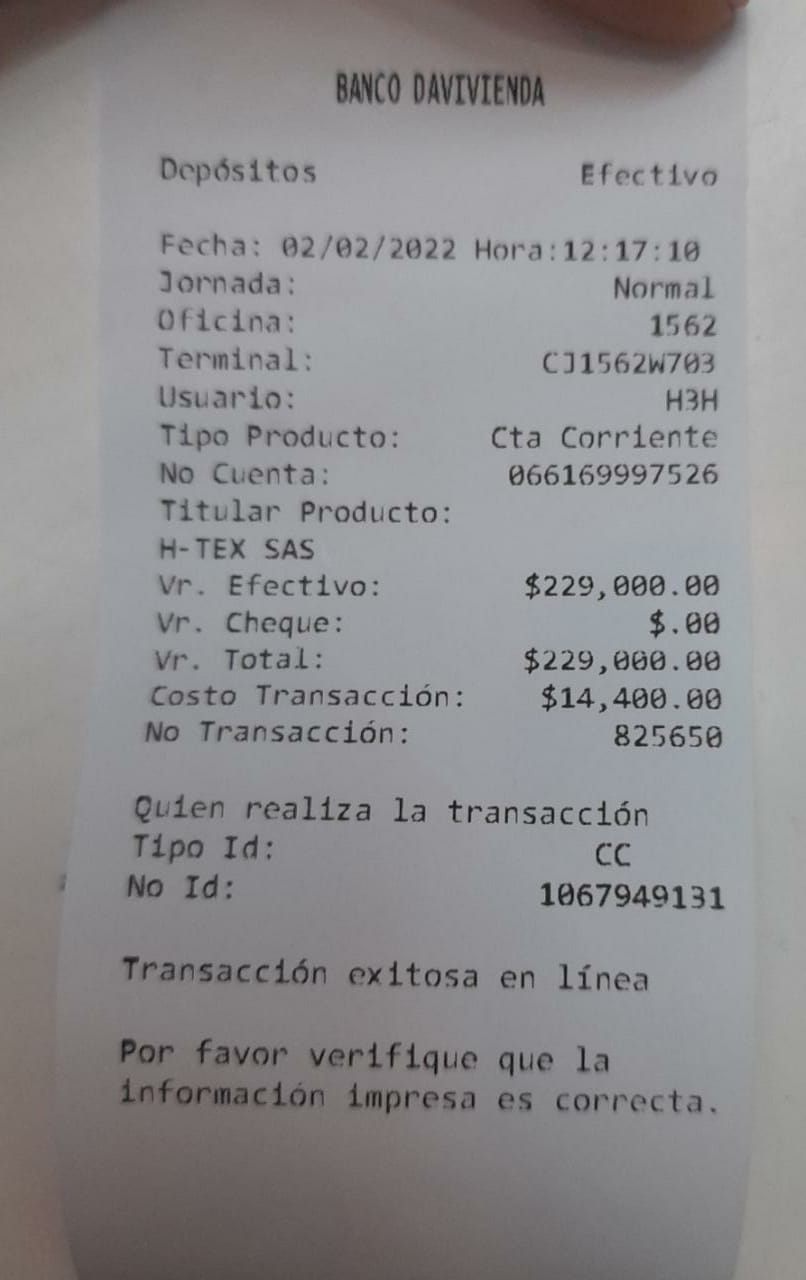 BANCO DAVIVIENDA
Depósitos Efectivo
Fecha: 02/02/2022 Hora:12:17:10
Jornada: Normal
Oficina: 1562
Terminal: CJ1562W703
Usuario: H3H
Tipo Producto: Cta Corriente
No Cuenta: 066169997526
Titular Producto:
H-TEX SAS
Vr. Efectivo: $229,000.00
Vr. Cheque: $.00
Vr. Total: $229,000.00
Costo Transacción: $14,400.00
No Transacción: 825650
Quien realiza la transacción
Tipo Id: CC
No Id: 1067949131
Transacción exitosa en línea
Por favor verifique que la
información impresa es correcta.